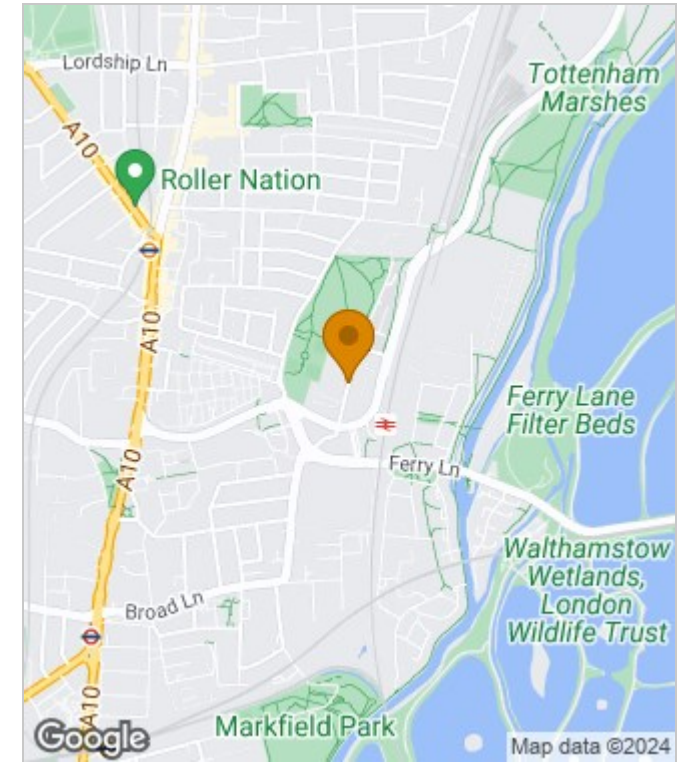 Lordship Ln
Tottenham
Marshes
A10
A10
Roller Nation
A10
Ferry Lane
Filter Beds
Ferry Ln
A10
Walthamstow
Wetlands,
London
Wildlife Trust
Broad Ln
A10
Markfield Park
Google
Map data ©2024